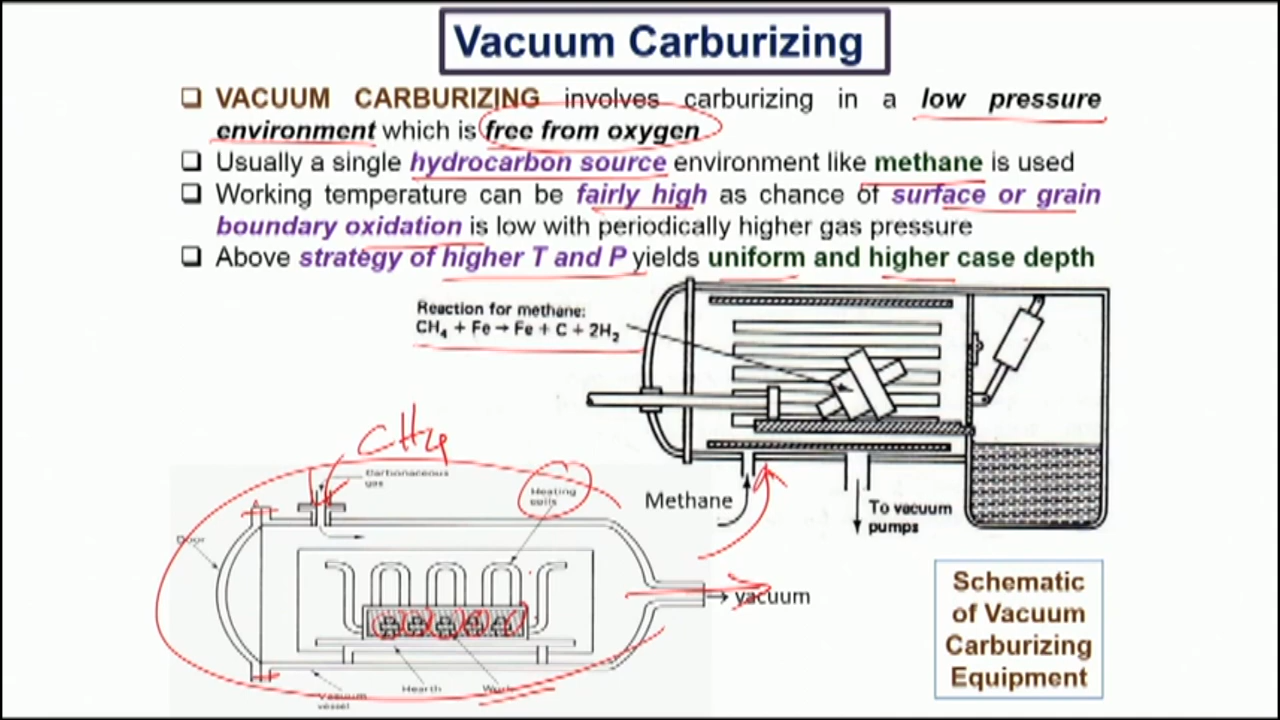 Vacuum Carburizing
❑ VACUUM CARBURIZING involves carburizing in a low pressure
environment which is free from oxygen
❑ Usually a single hydrocarbon source environment like methane is used
❑ Working temperature can be fairly high as chance of surface or grain
boundary oxidation is low with periodically higher gas pressure
❑ Above strategy of higher T and P yields uniform and higher case depth
Reaction for methane:
CH₄ + Fe → Fe + C + 2H₂
CH4
Carbonaceous
gas
Heating
coils
Methane
To vacuum
pumps
Door
→ vacuum
Schematic
of Vacuum
Carburizing
Equipment
Hearth
Work
Vacuum
vessel